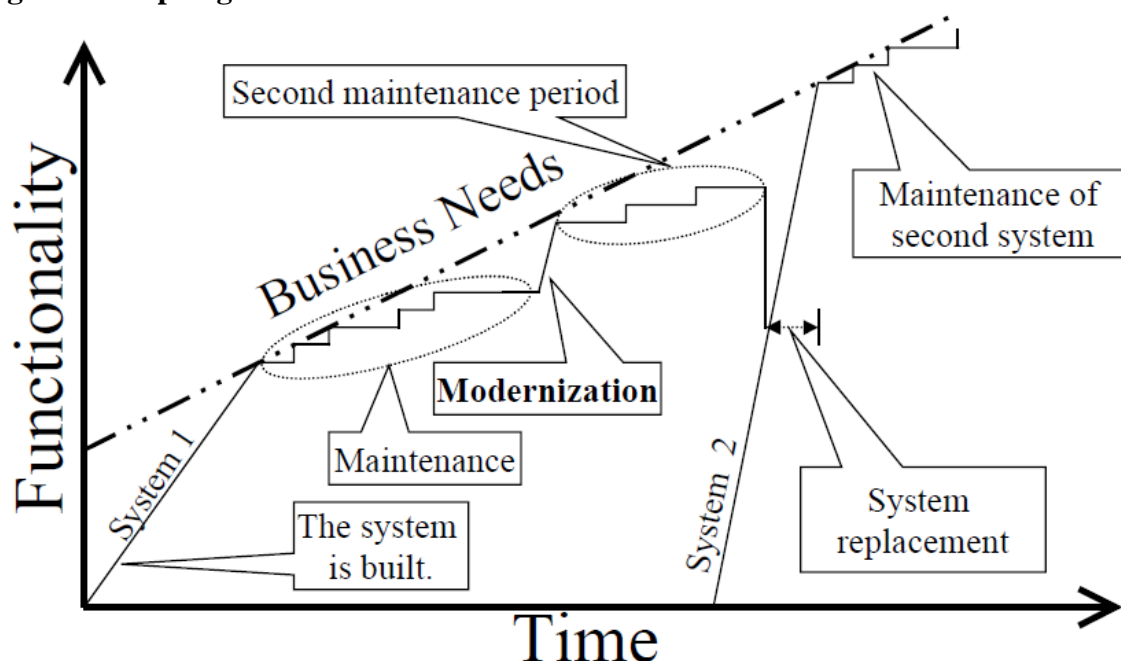 Second maintenance period
Business Needs
Functionality
Maintenance of
second system
Modernization
Maintenance
System 1
The system
is built.
System 2
System
replacement
Time